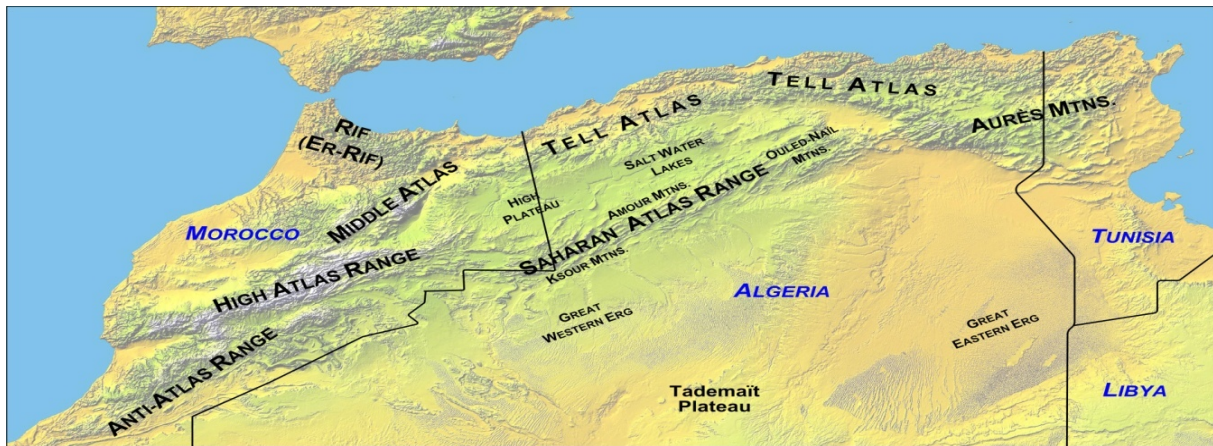 TELL ATLAS
TELL ATLAS
AURÈS MTNS.
RIF
(ER-RIF)
MIDDLE ATLAS
SALT WATER
LAKES
OULED-NAÏL
MTNS.
HIGH
PLATEAU
AMOUR MTNS.
SAHARAN ATLAS RANGE
KSOUR MTNS.
MOROCCO
HIGH ATLAS RANGE
ANTI-ATLAS RANGE
TUNISIA
ALGERIA
GREAT
WESTERN ERG
GREAT
EASTERN ERG
Tademaït
Plateau
LIBYA